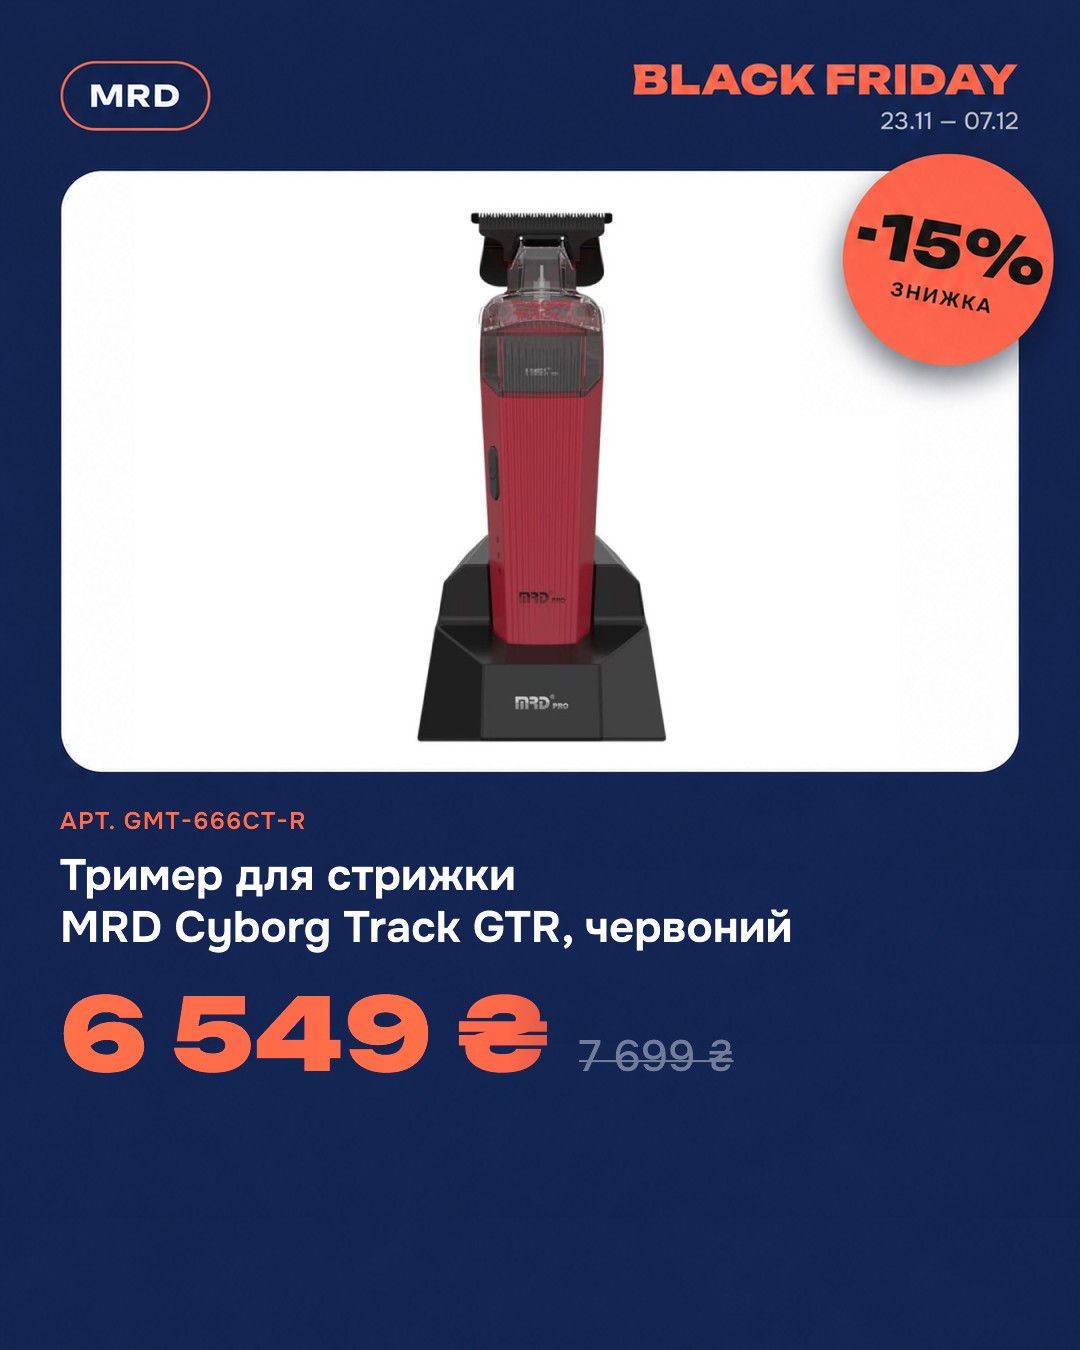 MRD
BLACK FRIDAY
23.11 – 07.12
-15%
ЗНИЖКА
MRD® PRO
MRD® PRO
АРТ. GMT-666CT-R
Тример для стрижки
MRD Cyborg Track GTR, червоний
6 549 ₴ 7 699 ₴